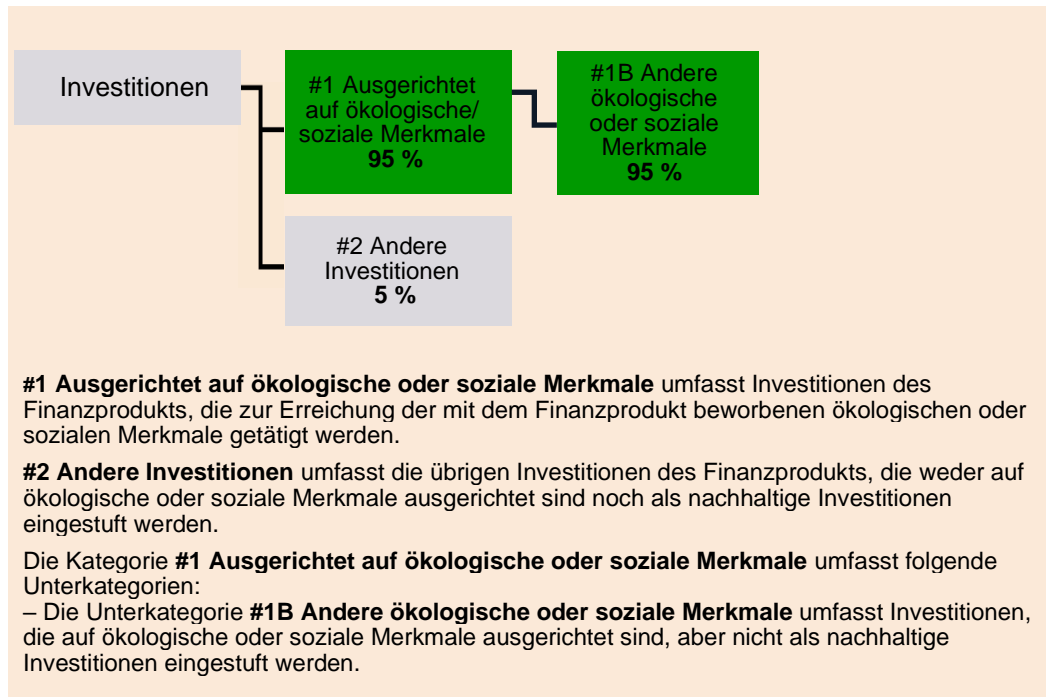 Investitionen
#1 Ausgerichtet
auf ökologische/
soziale Merkmale
95 %
#1B Andere
ökologische
oder soziale
Merkmale
95 %
#2 Andere
Investitionen
5 %
#1 Ausgerichtet auf ökologische oder soziale Merkmale umfasst Investitionen des
Finanzprodukts, die zur Erreichung der mit dem Finanzprodukt beworbenen ökologischen oder
sozialen Merkmale getätigt werden.
#2 Andere Investitionen umfasst die übrigen Investitionen des Finanzprodukts, die weder auf
ökologische oder soziale Merkmale ausgerichtet sind noch als nachhaltige Investitionen
eingestuft werden.
Die Kategorie #1 Ausgerichtet auf ökologische oder soziale Merkmale umfasst folgende
Unterkategorien:
– Die Unterkategorie #1B Andere ökologische oder soziale Merkmale umfasst Investitionen,
die auf ökologische oder soziale Merkmale ausgerichtet sind, aber nicht als nachhaltige
Investitionen eingestuft werden.